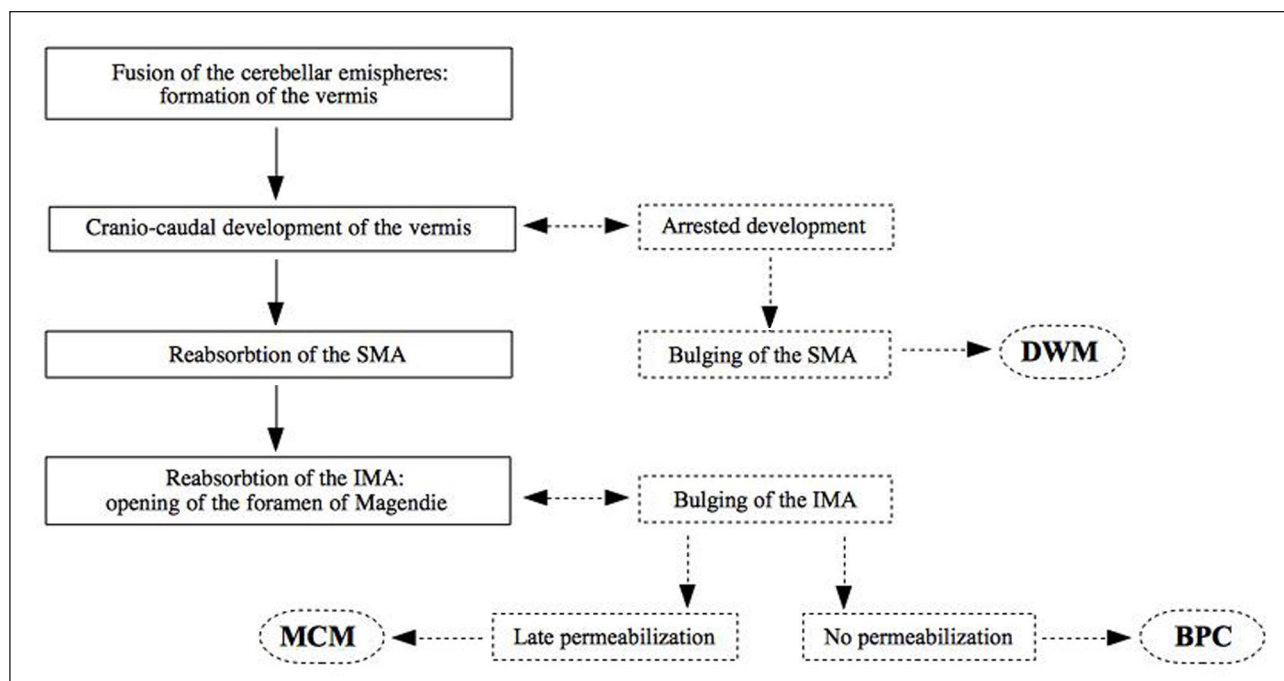 Fusion of the cerebellar emispheres:
formation of the vermis
Cranio-caudal development of the vermis
Arrested development
Reabsorbtion of the SMA
Bulging of the SMA
DWM
Reabsorbtion of the IMA:
opening of the foramen of Magendie
Bulging of the IMA
MCM
Late permeabilization
No permeabilization
BPC